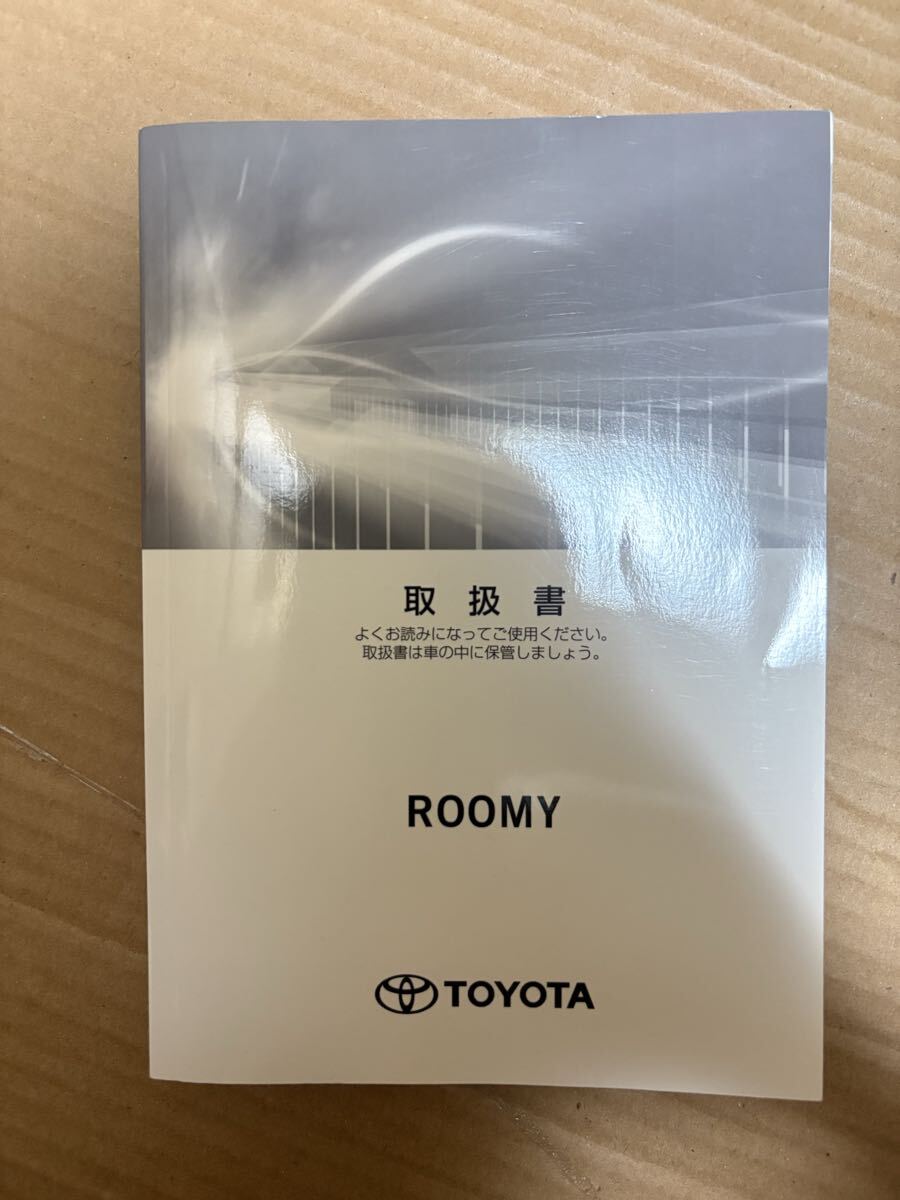 取扱書
よくお読みになってご使用ください。
取扱書は車の中に保管しましょう。
ROOMY
TOYOTA